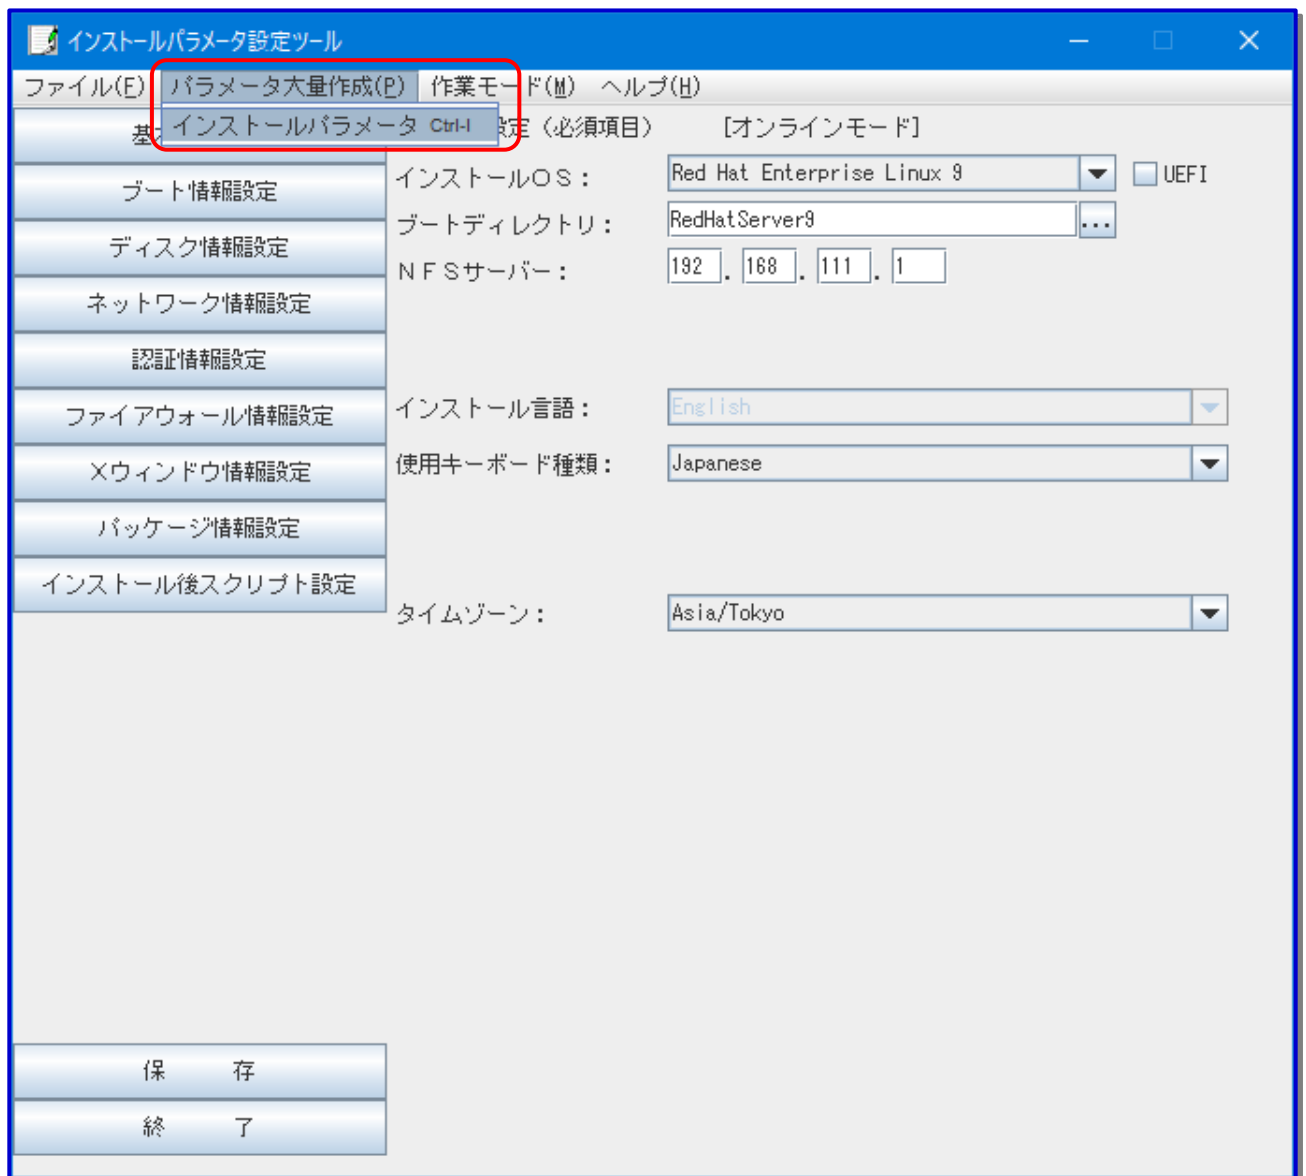 インストールパラメータ設定ツール
ファイル(F) パラメータ大量作成(P) 作業モード(M) ヘルプ(H)
インストールパラメータ Ctrl-I
基 設定（必須項目） [オンラインモード]
インストールＯＳ： Red Hat Enterprise Linux 9 UEFI
ブート情報設定
ブートディレクトリ： RedHatServer9 ...
ディスク情報設定
ＮＦＳサーバー： 192 . 168 . 111 . 1
ネットワーク情報設定
認証情報設定
インストール言語： English
ファイアウォール情報設定
使用キーボード種類： Japanese
Xウィンドウ情報設定
パッケージ情報設定
インストール後スクリプト設定
タイムゾーン： Asia/Tokyo
保　　存
終　　了